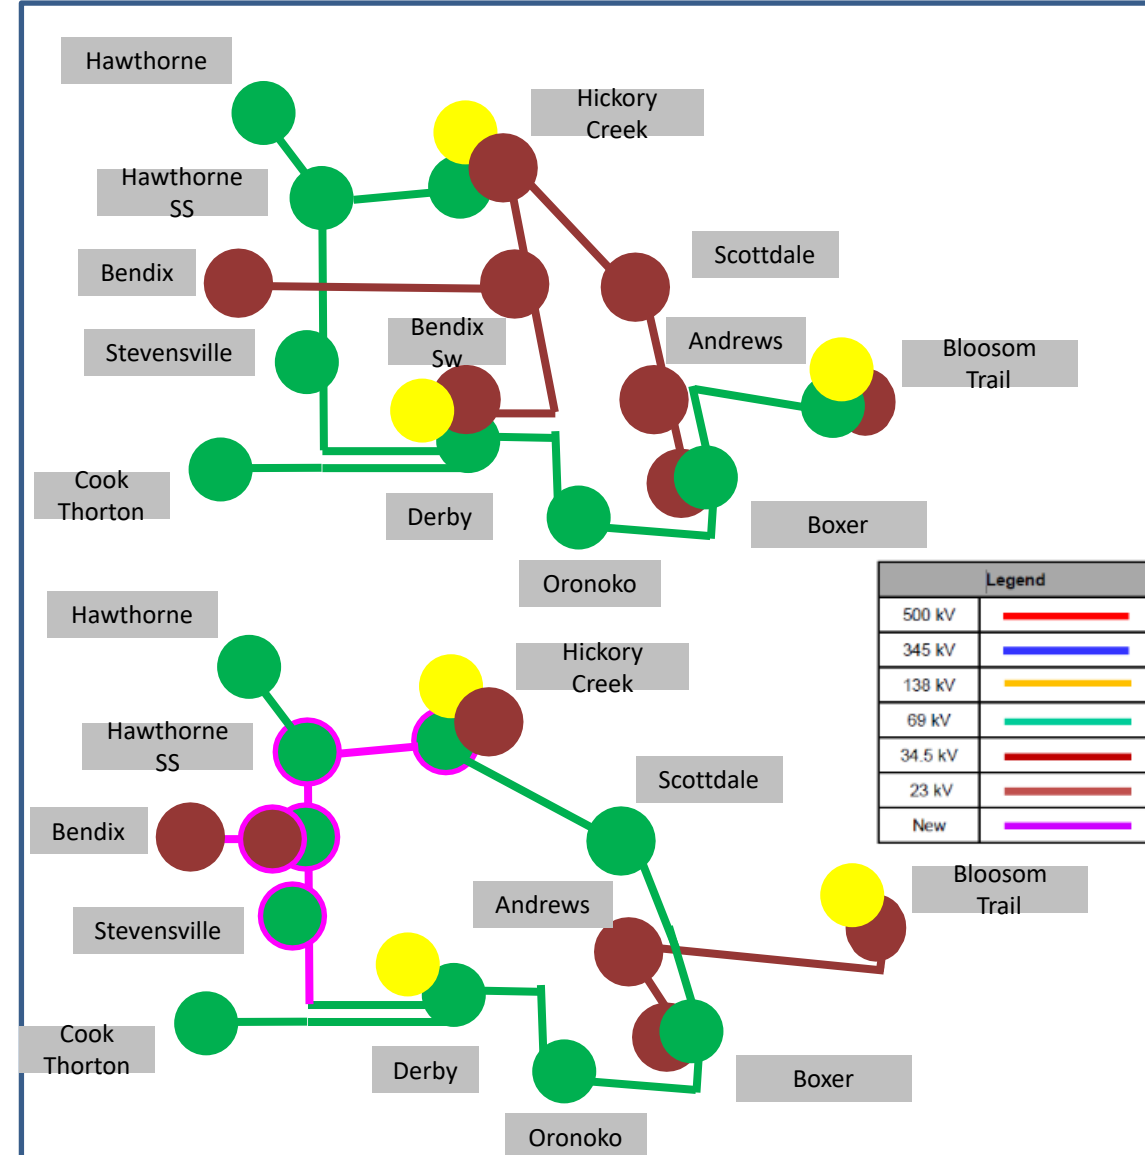 Hawthorne
Hickory
Creek
Hawthorne
SS
Scottdale
Bendix
Bendix
Sw
Stevensville
Andrews
Bloosom
Trail
Cook
Thorton
Derby
Boxer
Oronoko
Legend
500 kV
345 kV
138 kV
69 kV
34.5 kV
23 kV
New
Hawthorne
Hickory
Creek
Hawthorne
SS
Scottdale
Bendix
Bloosom
Trail
Andrews
Stevensville
Cook
Thorton
Derby
Boxer
Oronoko